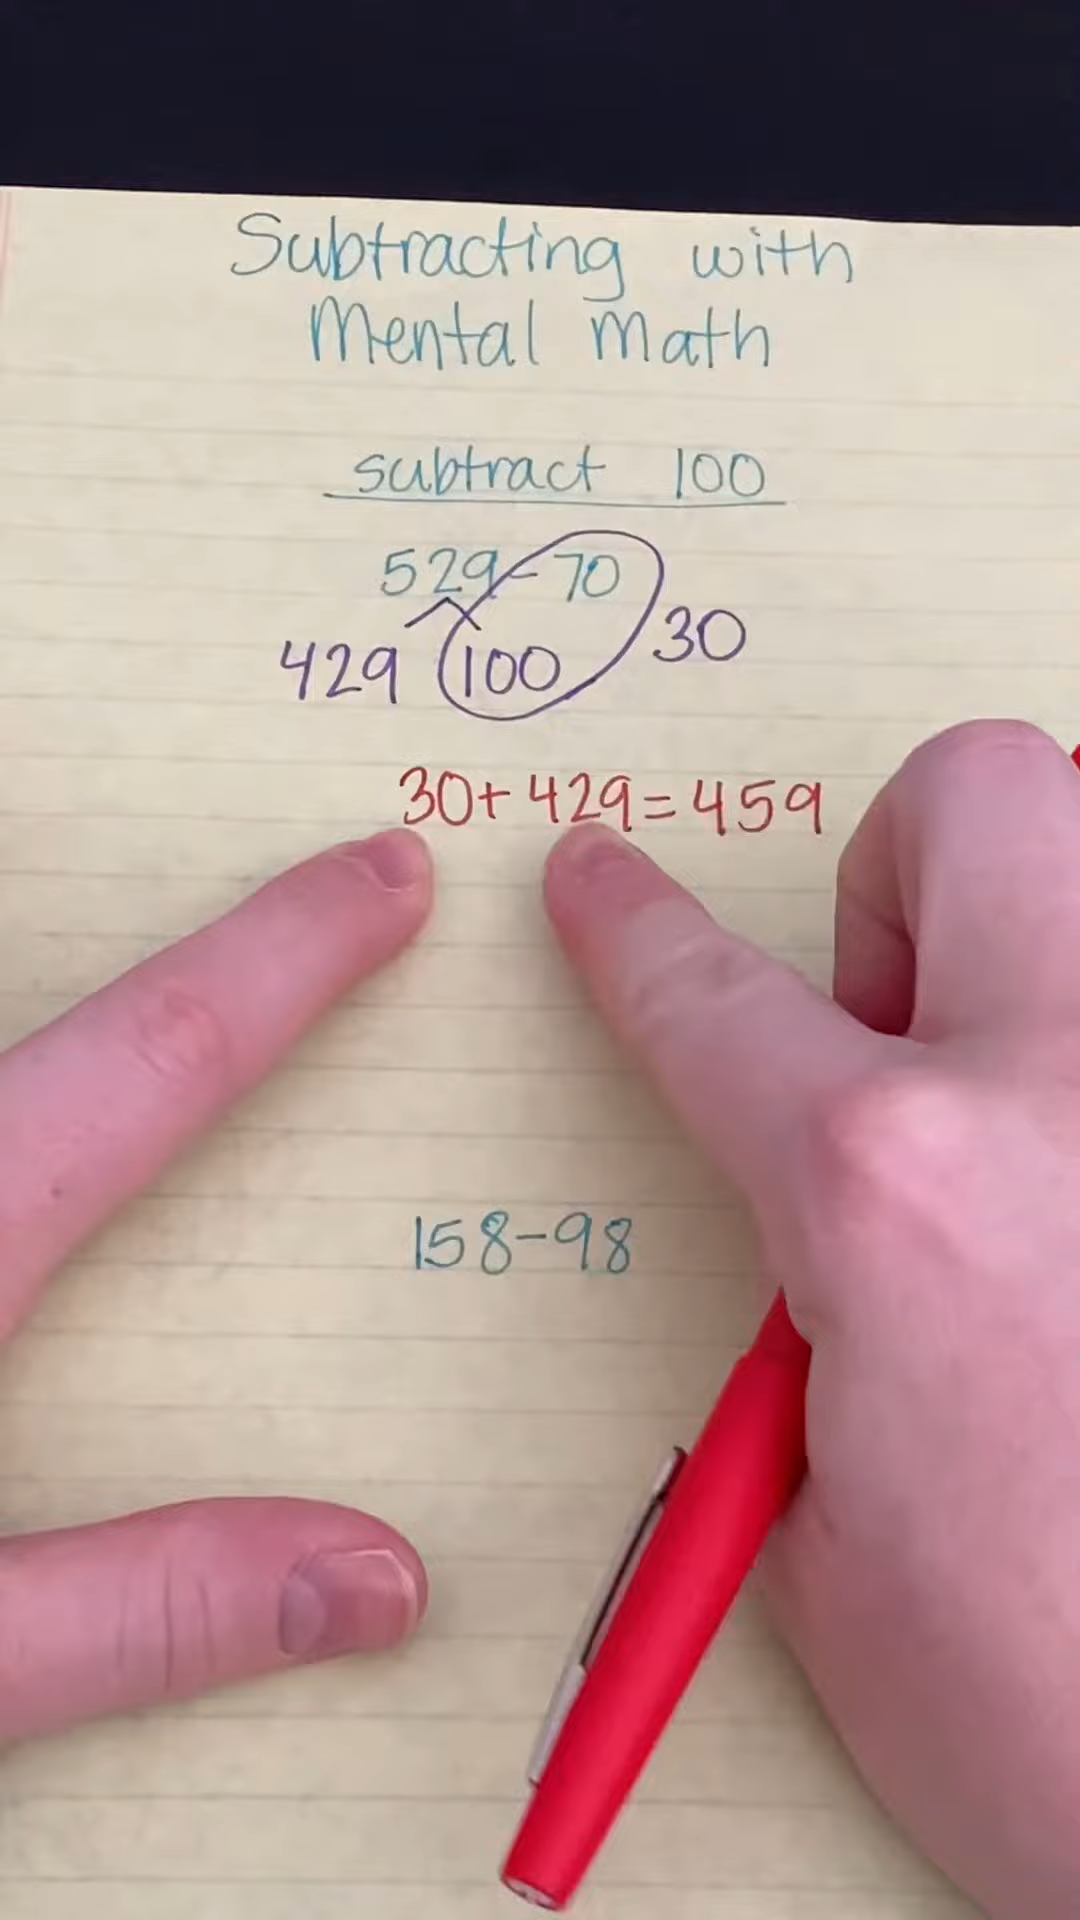 Subtracting with
Mental Math
subtract 100
529-70
429 100 30
30+429=459
158-98